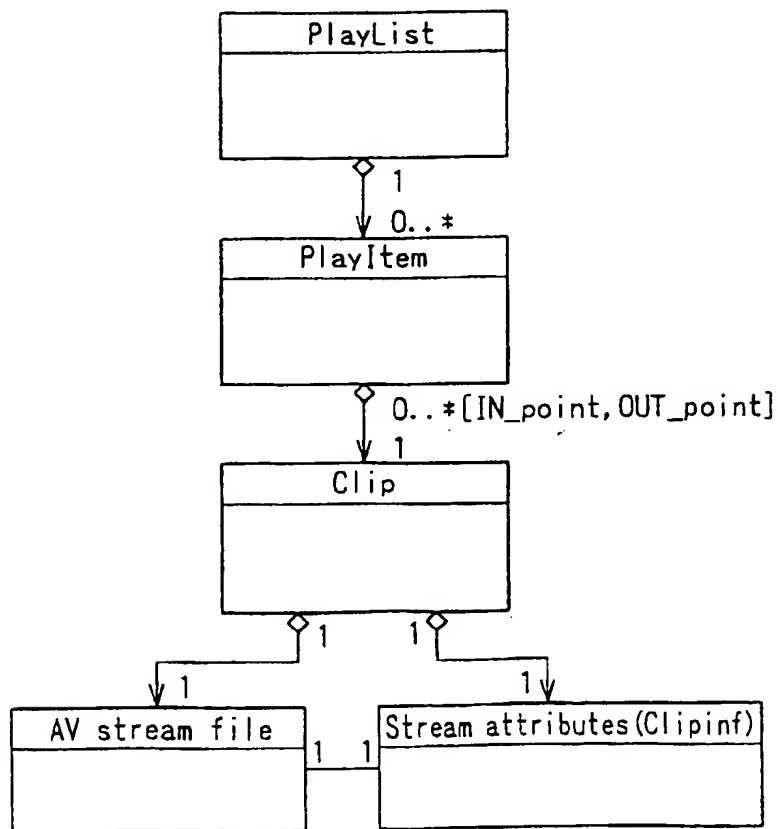 PlayList
1
0..*
PlayItem
0..*[IN_point,OUT_point]
1
Clip
1 1
1 1
AV stream file
Stream attributes(Clipinf)
1 1